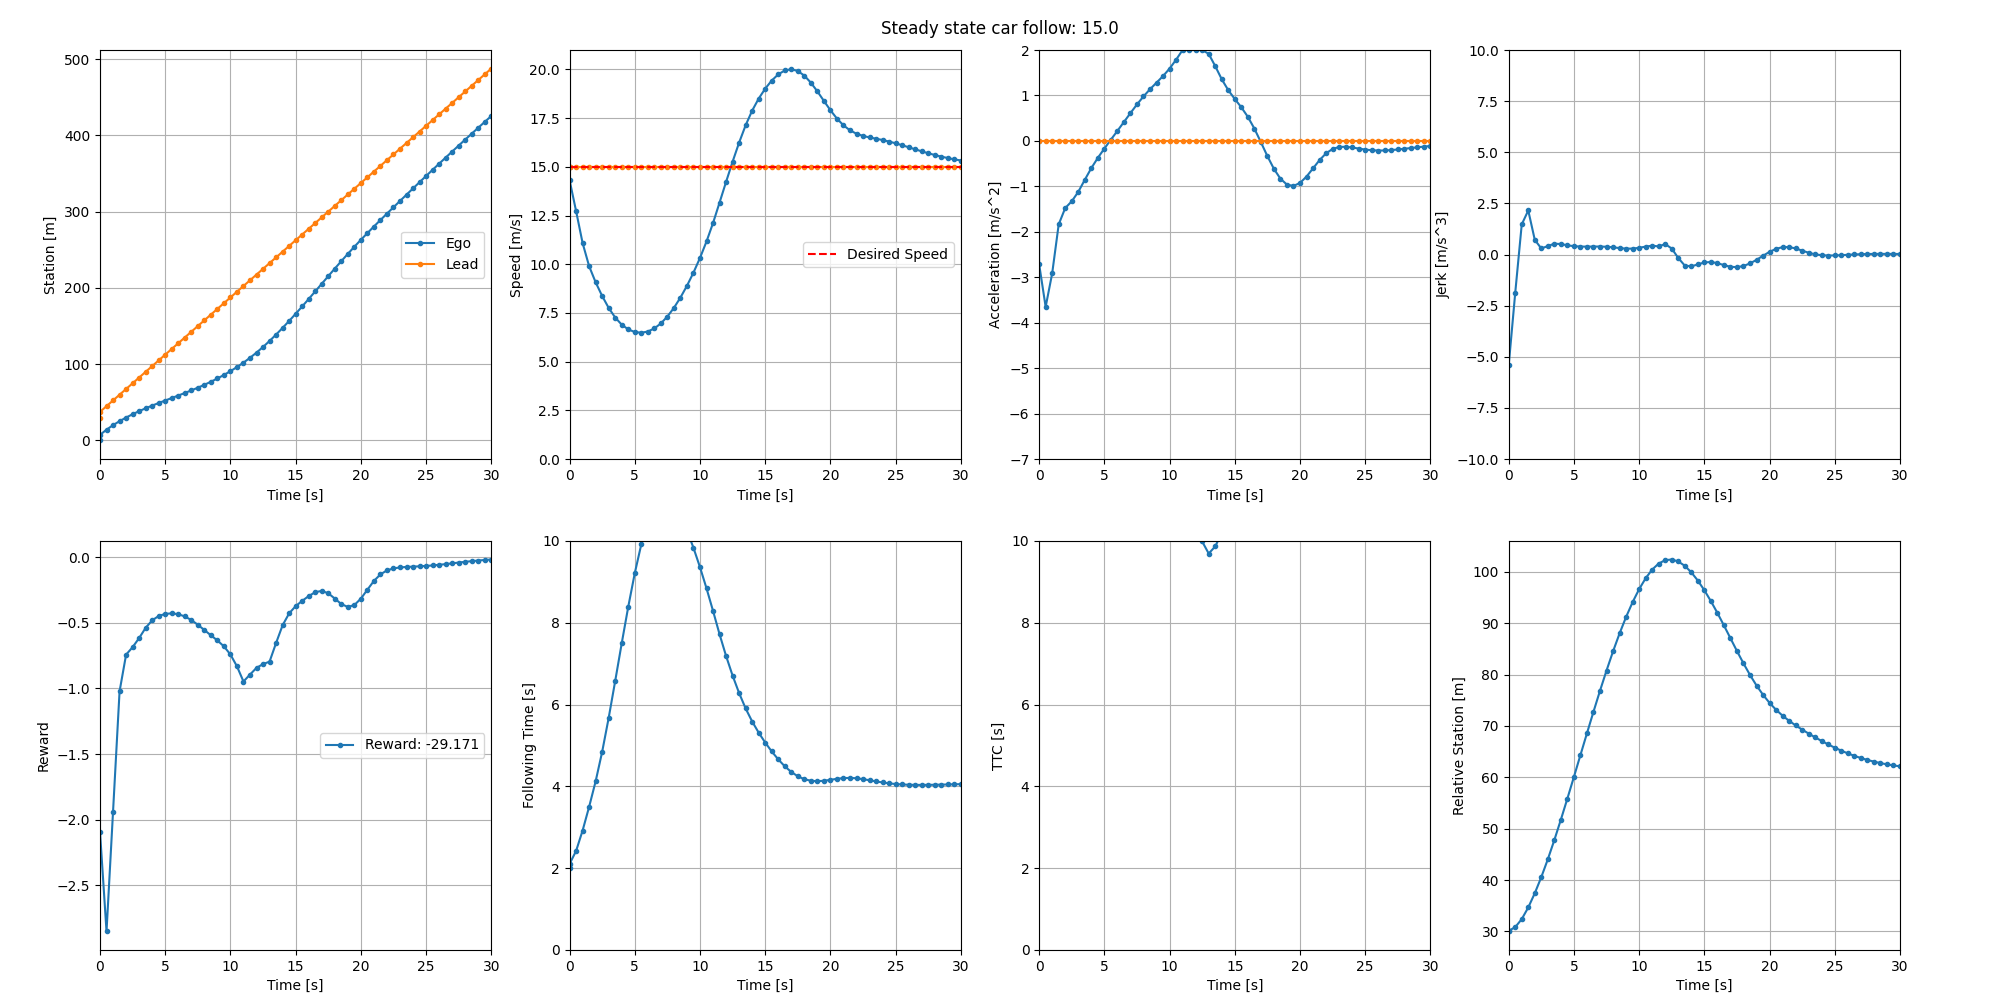 Steady state car follow: 15.0
500
400
300
200
100
0
Station [m]
0 5 10 15 20 25 30
Time [s]
Ego
Lead
20.0
17.5
15.0
12.5
10.0
7.5
5.0
2.5
0.0
Speed [m/s]
0 5 10 15 20 25 30
Time [s]
Desired Speed
2
1
0
−1
−2
−3
−4
−5
−6
−7
Acceleration [m/s^2]
0 5 10 15 20 25 30
Time [s]
10.0
7.5
5.0
2.5
0.0
−2.5
−5.0
−7.5
−10.0
Jerk [m/s^3]
0 5 10 15 20 25 30
Time [s]
0.0
−0.5
−1.0
−1.5
−2.0
−2.5
Reward
0 5 10 15 20 25 30
Time [s]
Reward: -29.171
10
8
6
4
2
0
Following Time [s]
0 5 10 15 20 25 30
Time [s]
10
8
6
4
2
0
TTC [s]
0 5 10 15 20 25 30
Time [s]
100
90
80
70
60
50
40
30
Relative Station [m]
0 5 10 15 20 25 30
Time [s]